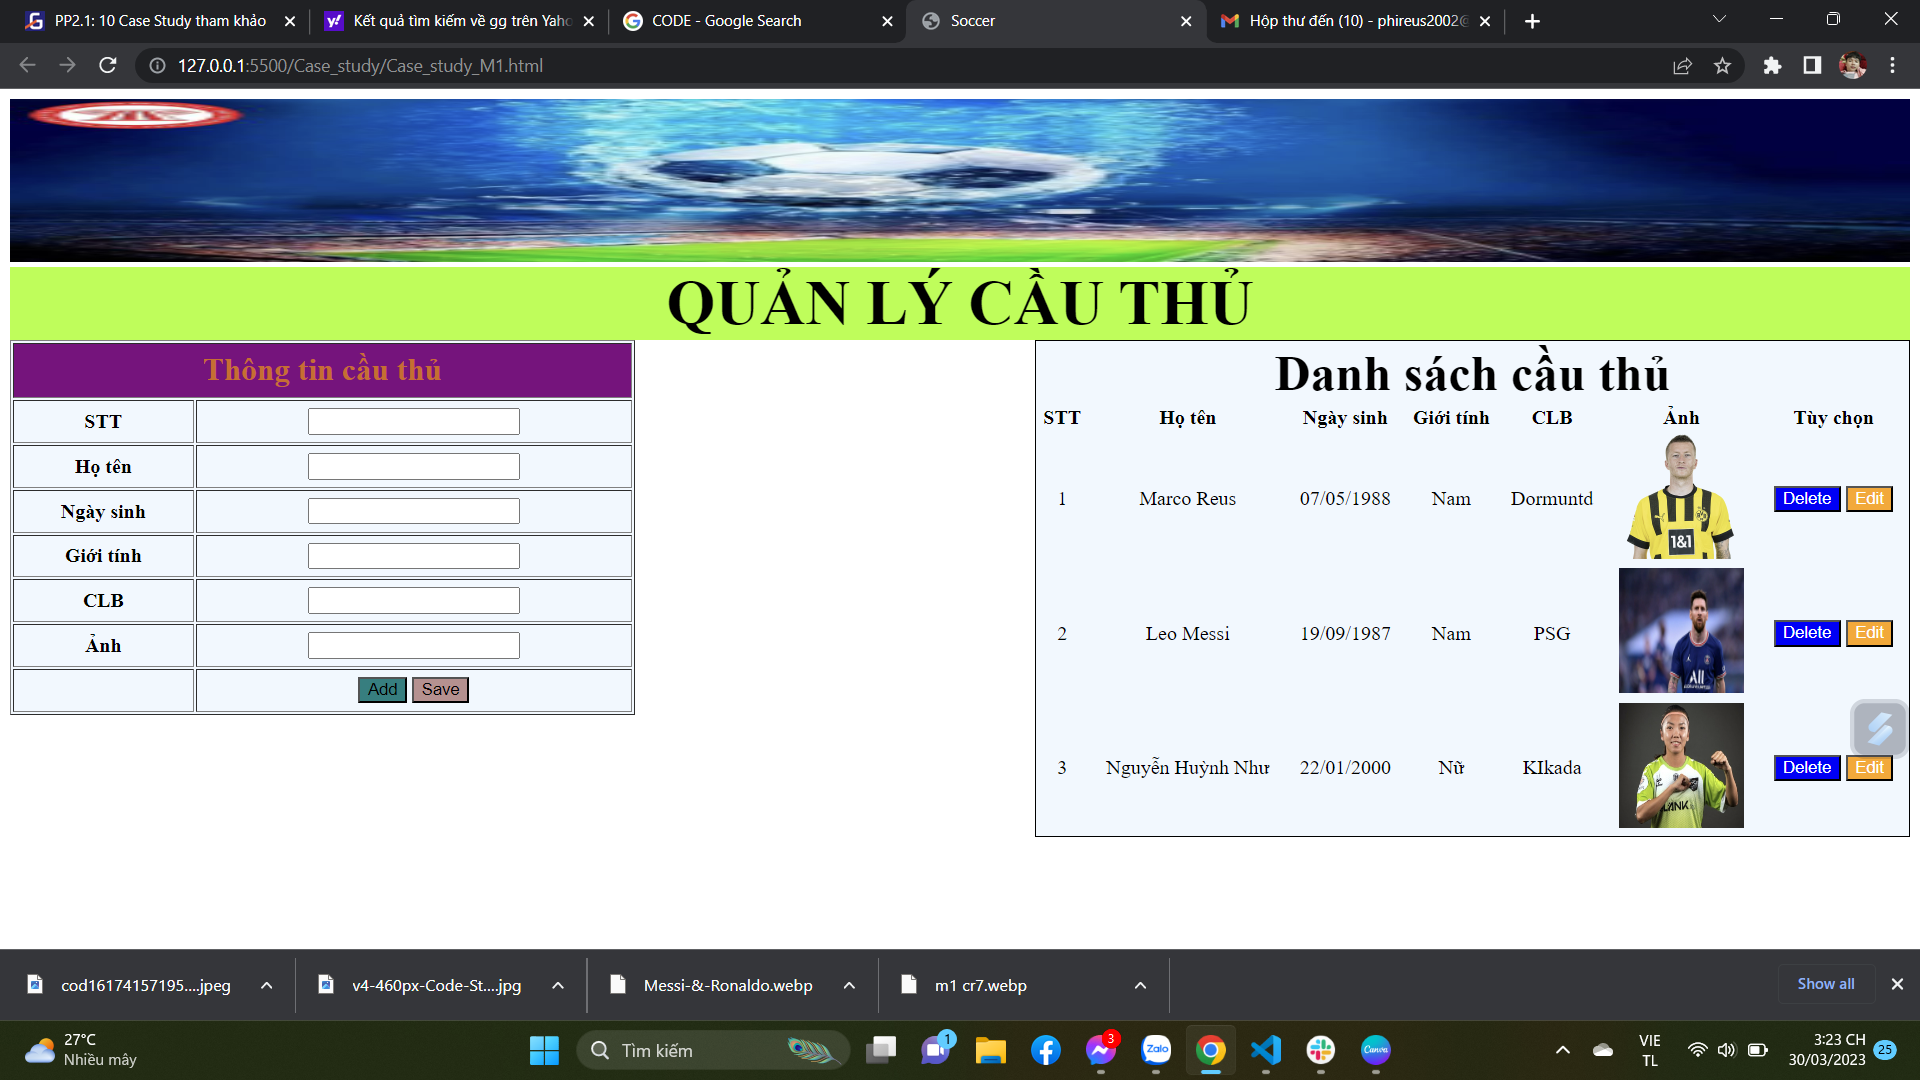 PP2.1: 10 Case Study tham khảo
Kết quả tìm kiếm về gg trên Yaho
CODE - Google Search
Soccer
Hộp thư đến (10) - phireus2002@
127.0.0.1:5500/Case_study/Case_study_M1.html
QUẢN LÝ CẦU THỦ
Thông tin cầu thủ
STT
Họ tên
Ngày sinh
Giới tính
CLB
Ảnh
Add Save
Danh sách cầu thủ
STT Họ tên Ngày sinh Giới tính CLB Ảnh Tùy chọn
1 Marco Reus 07/05/1988 Nam Dormuntd Delete Edit
1&1
2 Leo Messi 19/09/1987 Nam PSG Delete Edit
3 Nguyễn Huỳnh Như 22/01/2000 Nữ KIkada Delete Edit
LANK
cod16174157195....jpeg
v4-460px-Code-St....jpg
Messi-&-Ronaldo.webp
m1 cr7.webp
Show all
27°C
Nhiều mây
Tìm kiếm
1
3
Zalo
Canva
VIE
TL
3:23 CH
30/03/2023
25